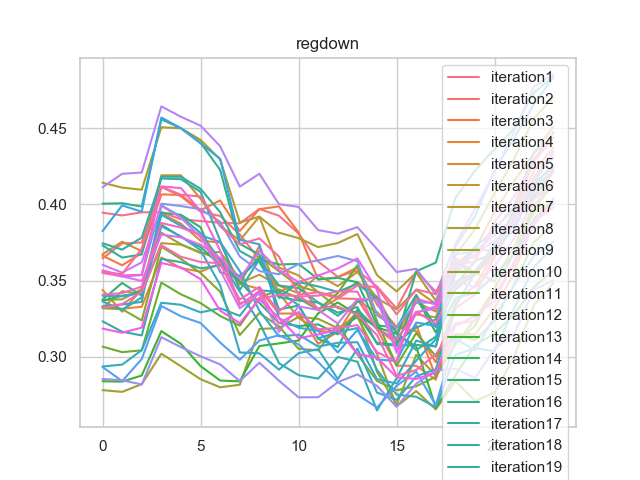 regdown
0.45
0.40
0.35
0.30
0
5
10
15
20
iteration1
iteration2
iteration3
iteration4
iteration5
iteration6
iteration7
iteration8
iteration9
iteration10
iteration11
iteration12
iteration13
iteration14
iteration15
iteration16
iteration17
iteration18
iteration19